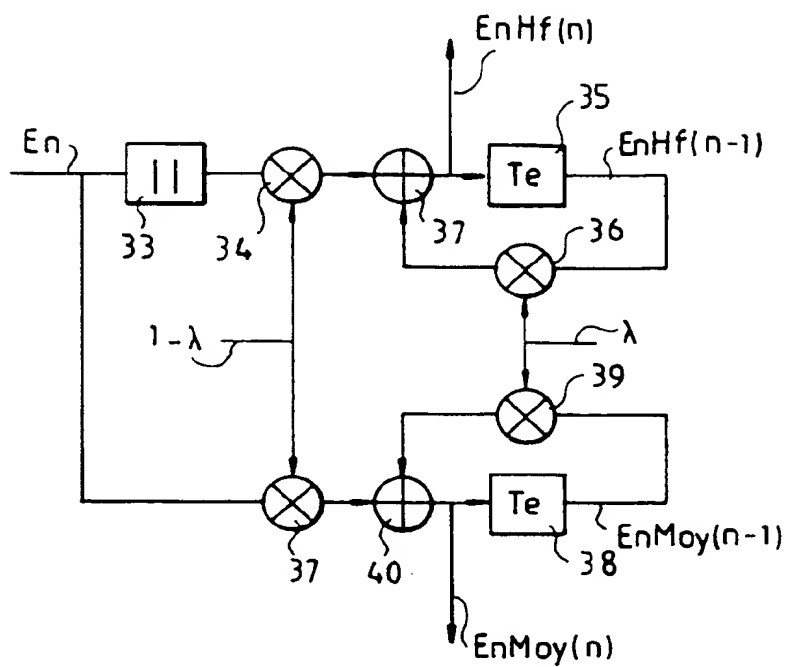 EnHf(n)
35
En
EnHf(n-1)
||
Te
33
34
37
36
1-λ
λ
39
Te
37
40
38
EnMoy(n-1)
EnMoy(n)